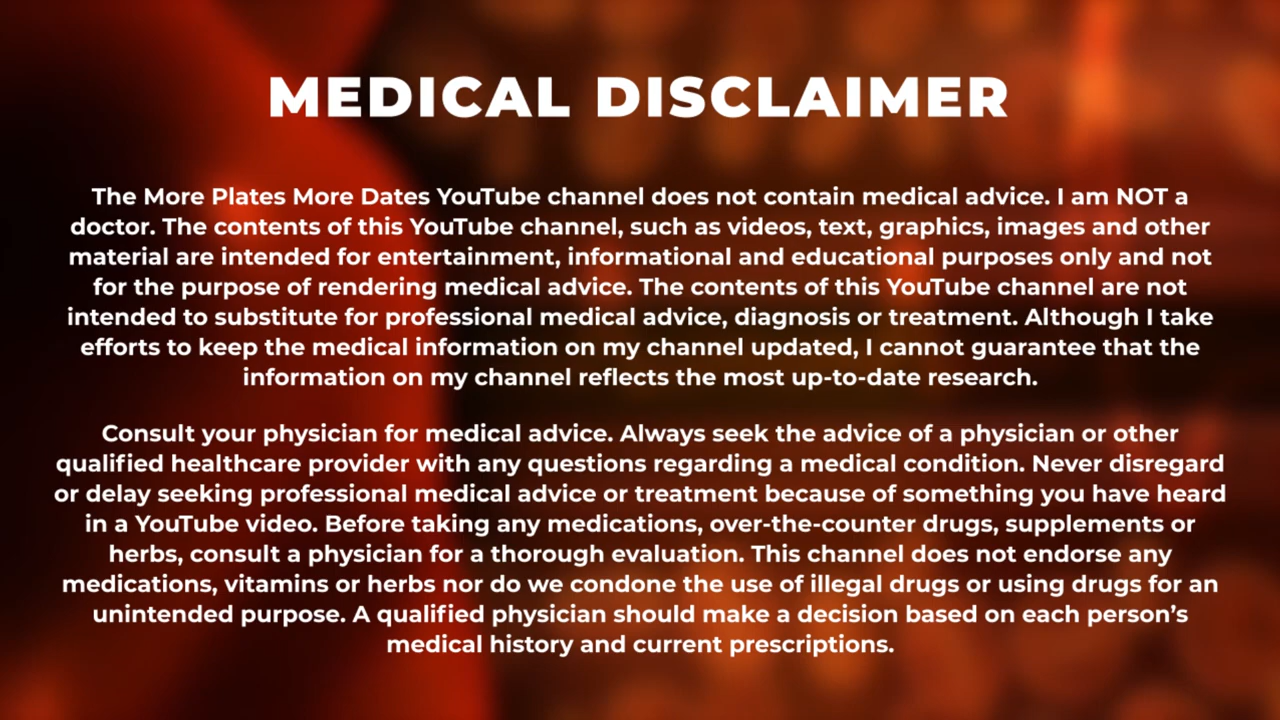 MEDICAL DISCLAIMER
The More Plates More Dates YouTube channel does not contain medical advice. I am NOT a
doctor. The contents of this YouTube channel, such as videos, text, graphics, images and other
material are intended for entertainment, informational and educational purposes only and not
for the purpose of rendering medical advice. The contents of this YouTube channel are not
intended to substitute for professional medical advice, diagnosis or treatment. Although I take
efforts to keep the medical information on my channel updated, I cannot guarantee that the
information on my channel reflects the most up-to-date research.
Consult your physician for medical advice. Always seek the advice of a physician or other
qualified healthcare provider with any questions regarding a medical condition. Never disregard
or delay seeking professional medical advice or treatment because of something you have heard
in a YouTube video. Before taking any medications, over-the-counter drugs, supplements or
herbs, consult a physician for a thorough evaluation. This channel does not endorse any
medications, vitamins or herbs nor do we condone the use of illegal drugs or using drugs for an
unintended purpose. A qualified physician should make a decision based on each person’s
medical history and current prescriptions.